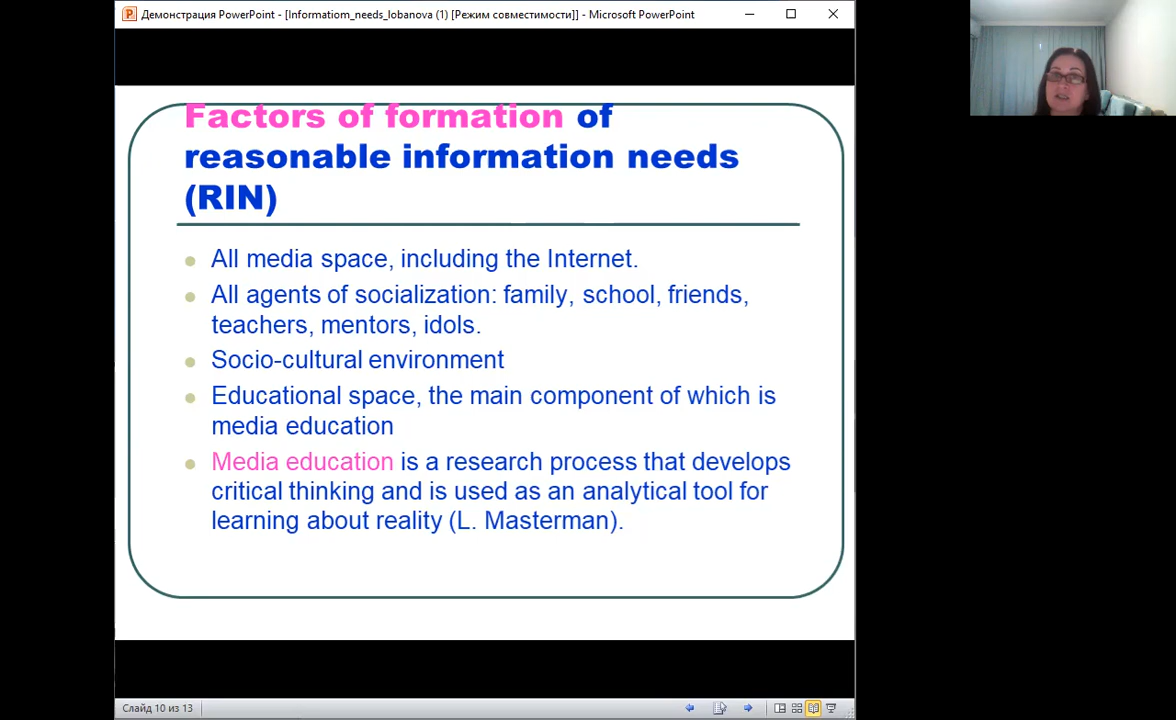 Демонстрация PowerPoint - [Informatiom_needs_lobanova (1) [Режим совместимости]] - Microsoft PowerPoint
Factors of formation of
reasonable information needs
(RIN)
All media space, including the Internet.
All agents of socialization: family, school, friends,
teachers, mentors, idols.
Socio-cultural environment
Educational space, the main component of which is
media education
Media education is a research process that develops
critical thinking and is used as an analytical tool for
learning about reality (L. Masterman).
Слайд 10 из 13